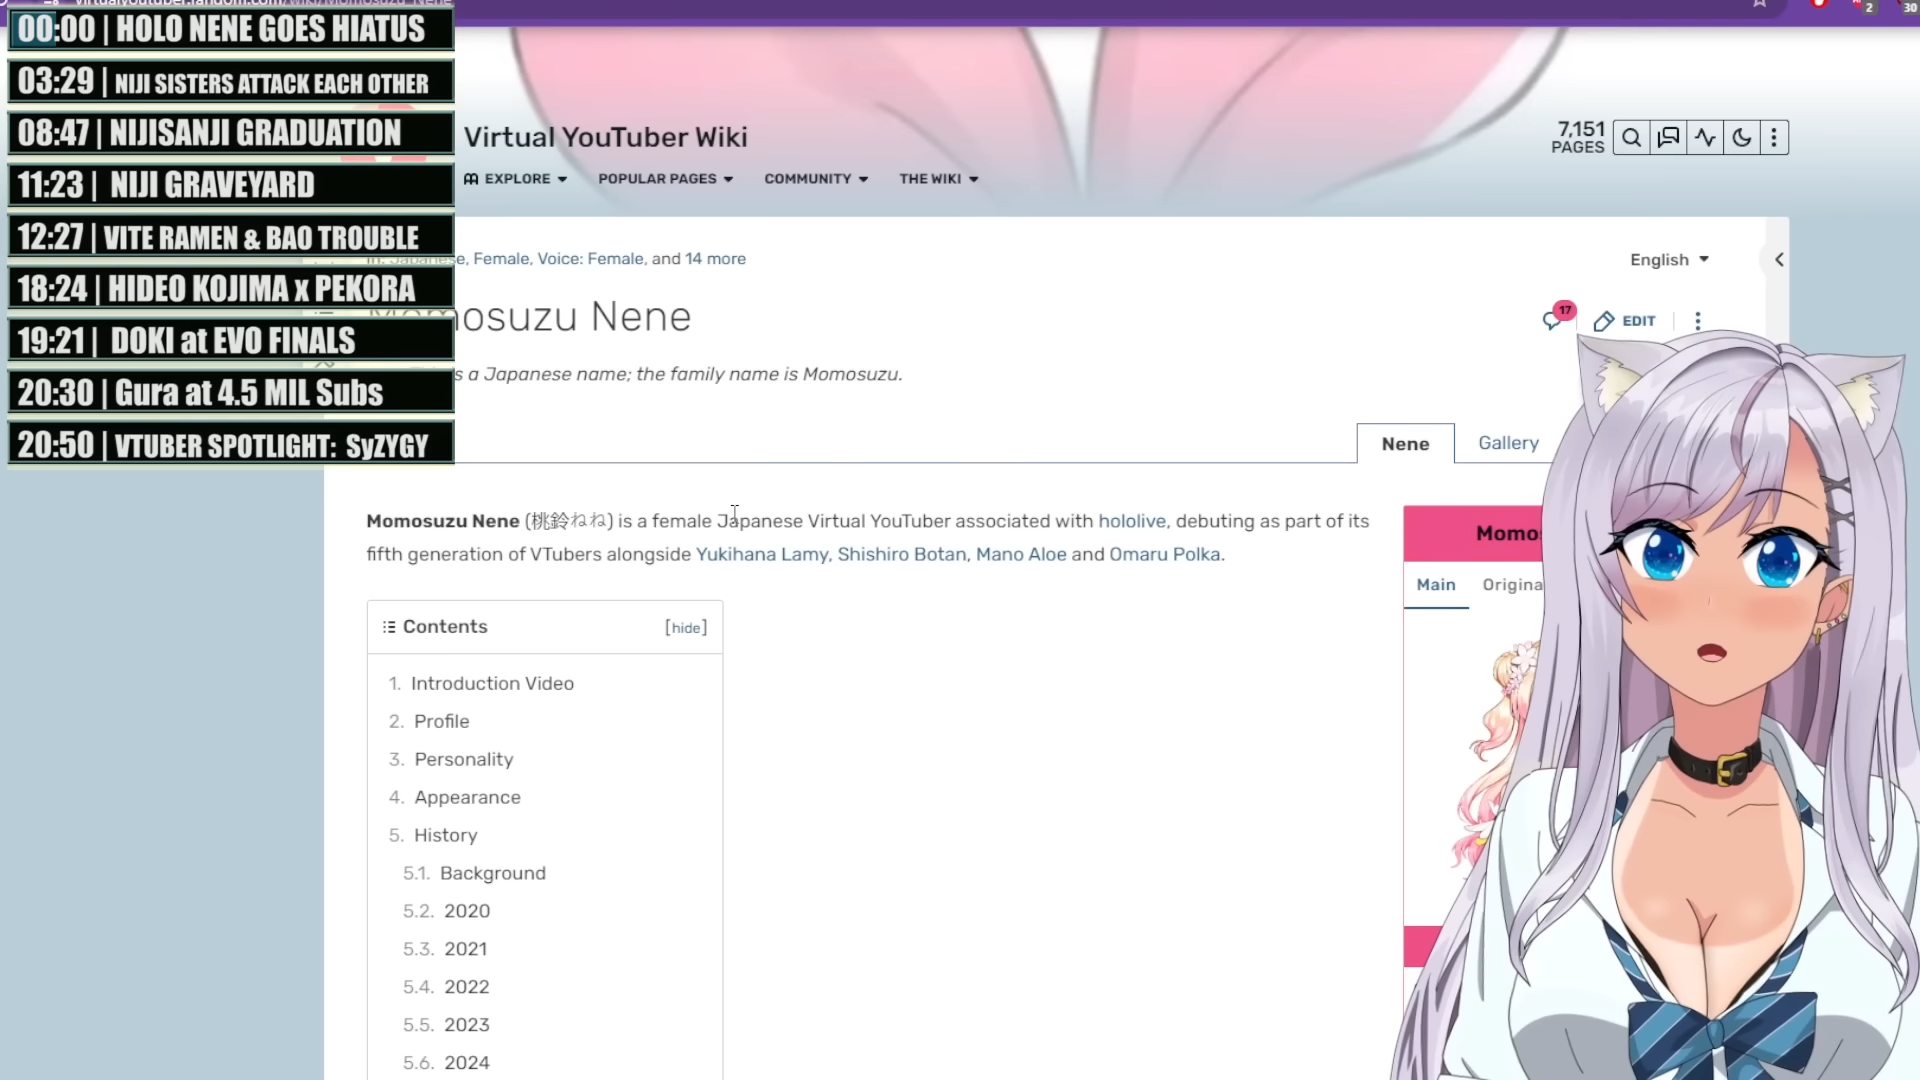 00:00 | HOLO NENE GOES HIATUS
03:29 | NIJI SISTERS ATTACK EACH OTHER
08:47 | NIJISANJI GRADUATION
11:23 | NIJI GRAVEYARD
12:27 | VITE RAMEN & BAO TROUBLE
18:24 | HIDEO KOJIMA x PEKORA
19:21 | DOKI at EVO FINALS
20:30 | Gura at 4.5 MIL Subs
20:50 | VTUBER SPOTLIGHT: SyZYGY
2
30
Virtual YouTuber Wiki
7,151
PAGES
EXPLORE POPULAR PAGES COMMUNITY THE WIKI
In: Japanese, Female, Voice: Female, and 14 more
English
Momosuzu Nene
17
EDIT
s a Japanese name; the family name is Momosuzu.
Nene Gallery
Momosuzu Nene (桃鈴ねね) is a female Japanese Virtual YouTuber associated with hololive, debuting as part of its
fifth generation of VTubers alongside Yukihana Lamy, Shishiro Botan, Mano Aloe and Omaru Polka.
Momos
Main Origina
Contents [hide]
1. Introduction Video
2. Profile
3. Personality
4. Appearance
5. History
5.1. Background
5.2. 2020
5.3. 2021
5.4. 2022
5.5. 2023
5.6. 2024